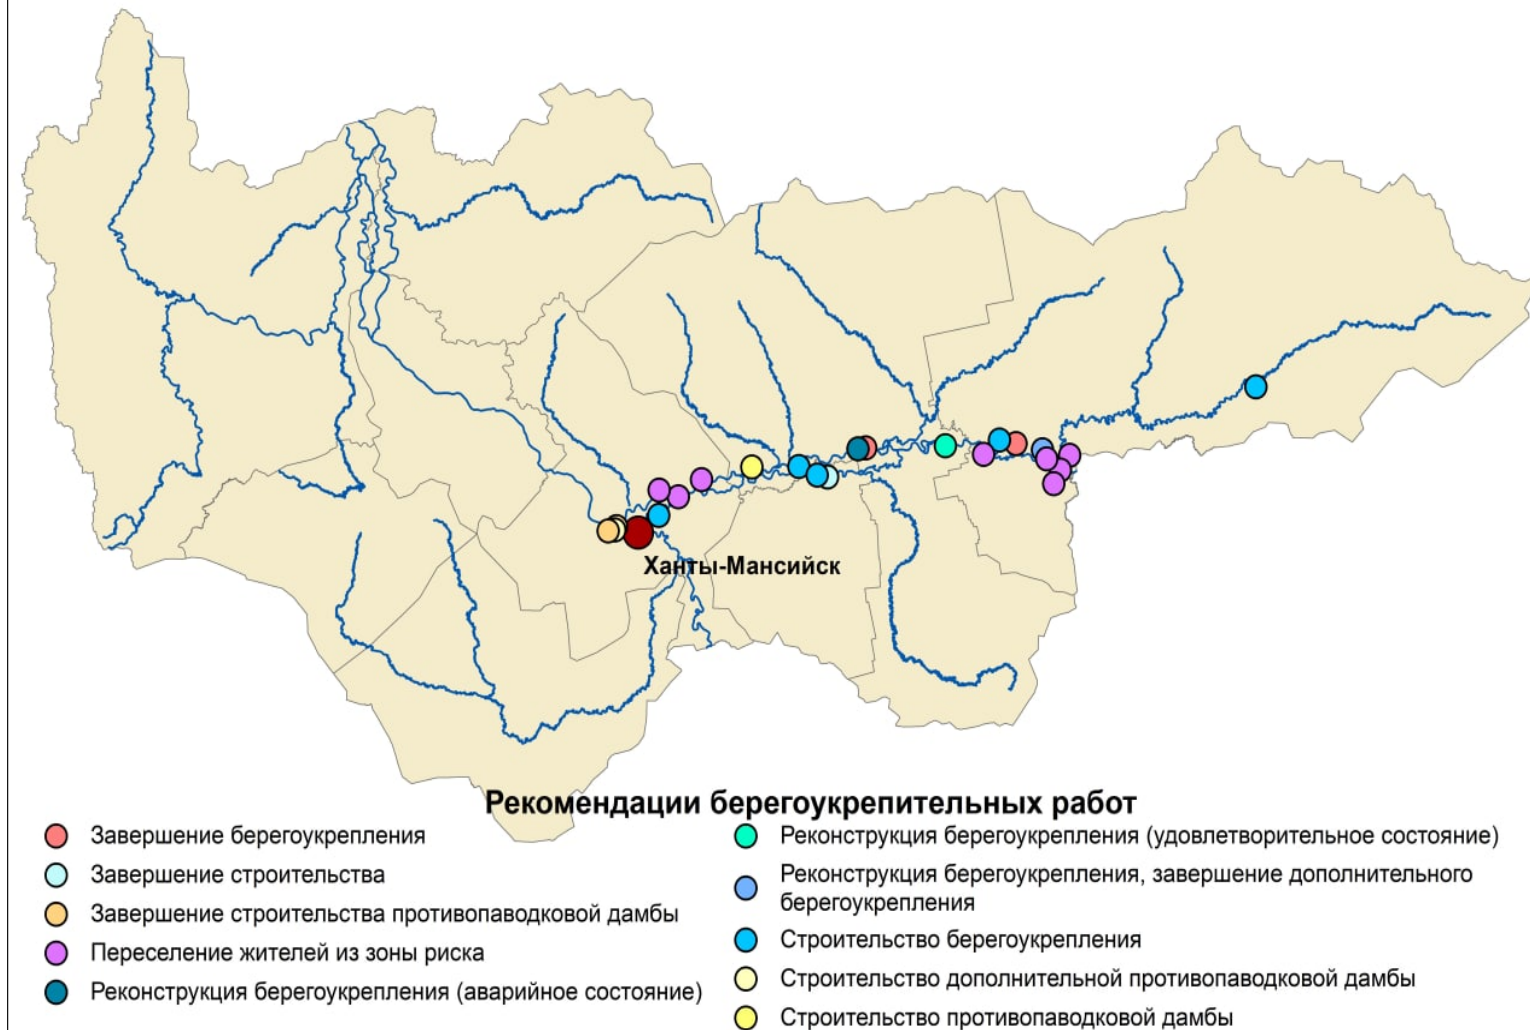 Ханты-Мансийск
Рекомендации берегоукрепительных работ
Завершение берегоукрепления
Завершение строительства
Завершение строительства противопаводковой дамбы
Переселение жителей из зоны риска
Реконструкция берегоукрепления (аварийное состояние)
Реконструкция берегоукрепления (удовлетворительное состояние)
Реконструкция берегоукрепления, завершение дополнительного
берегоукрепления
Строительство берегоукрепления
Строительство дополнительной противопаводковой дамбы
Строительство противопаводковой дамбы